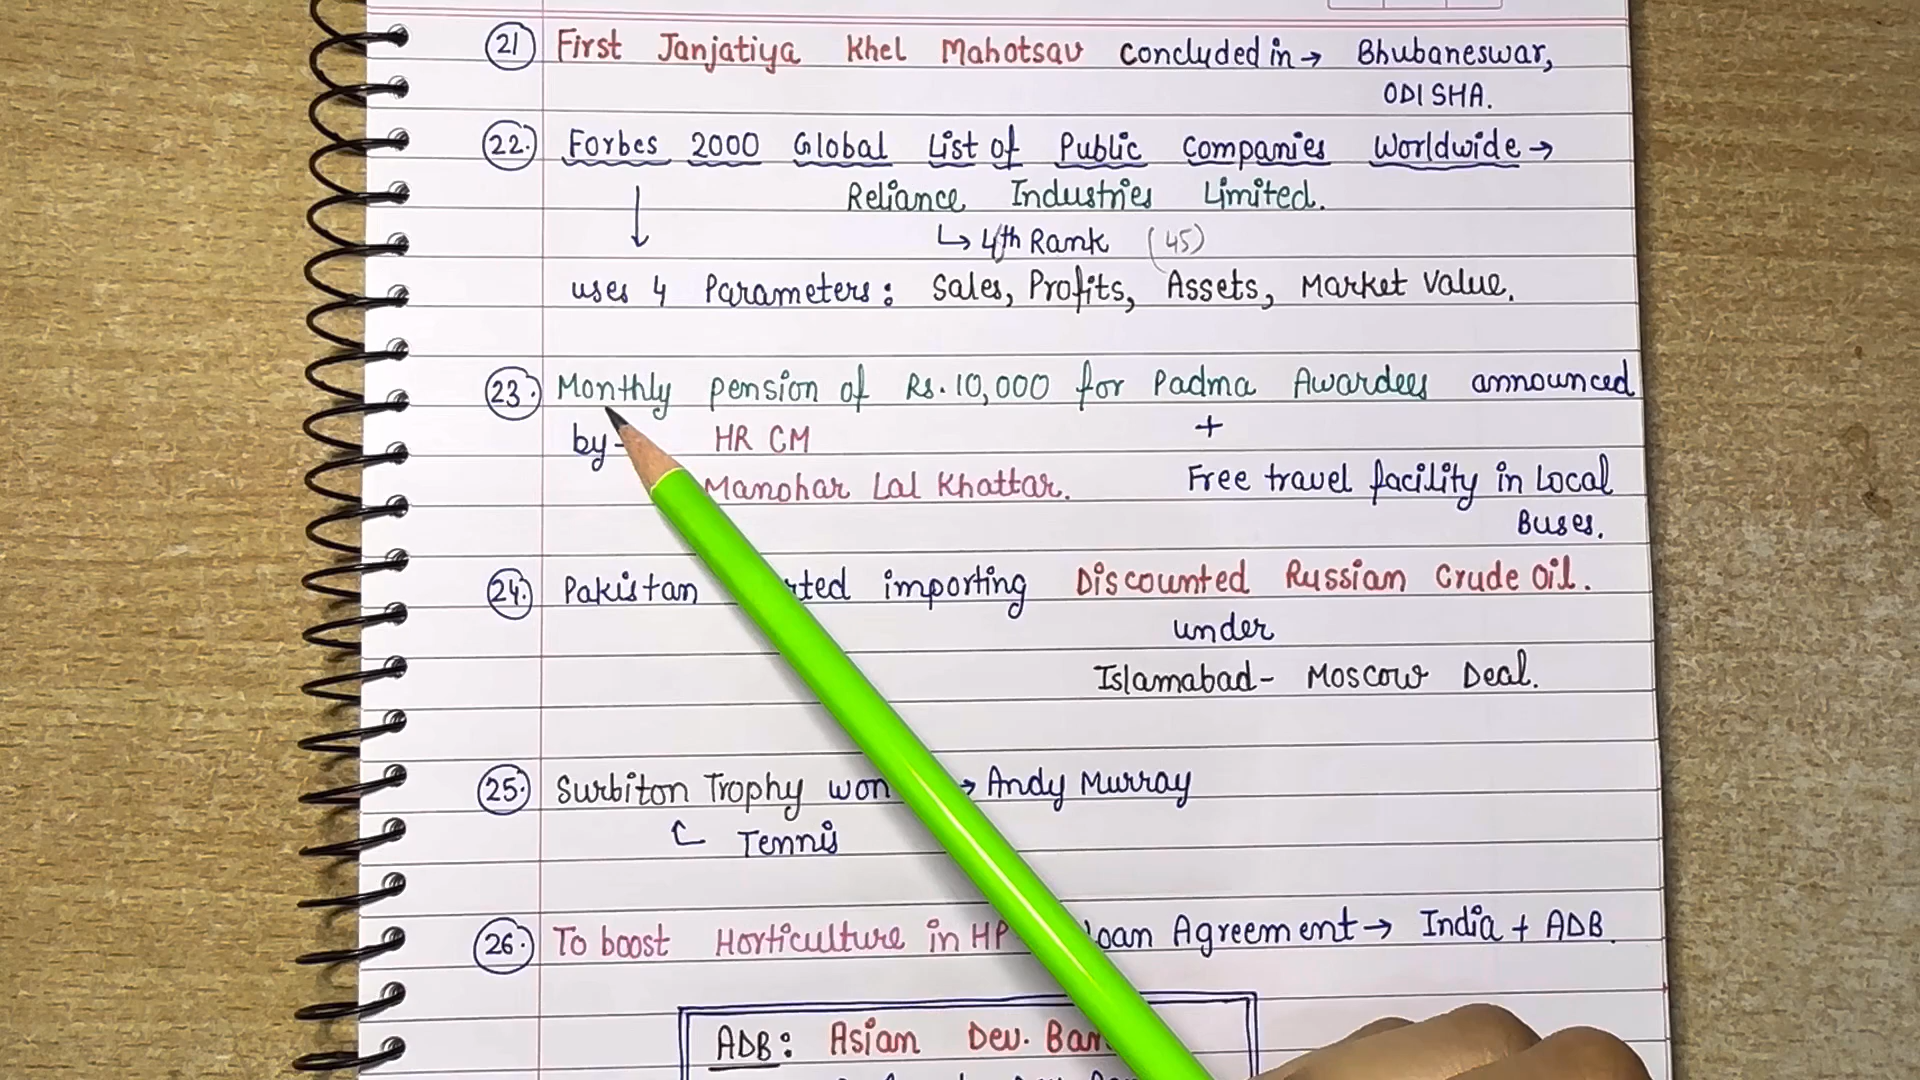 21 First Janjatiya Khel Mahotsav concluded in → Bhubaneswar,
ODISHA.
22. Forbes 2000 Global List of Public Companies Worldwide →
Reliance Industries Limited.
↳ 4th Rank (45)
uses 4 Parameters: Sales, Profits, Assets, Market Value.
23. Monthly pension of Rs. 10,000 for Padma Awardees announced
by- HR CM +
Manohar Lal Khattar. Free travel facility in Local
Buses.
24. Pakistan importing Discounted Russian Crude Oil.
under
Islamabad - Moscow Deal.
25. Surbiton Trophy won → Andy Murray
Tennis
26. To boost Horticulture in HP Loan Agreement → India + ADB.
ADB: Asian Dev.